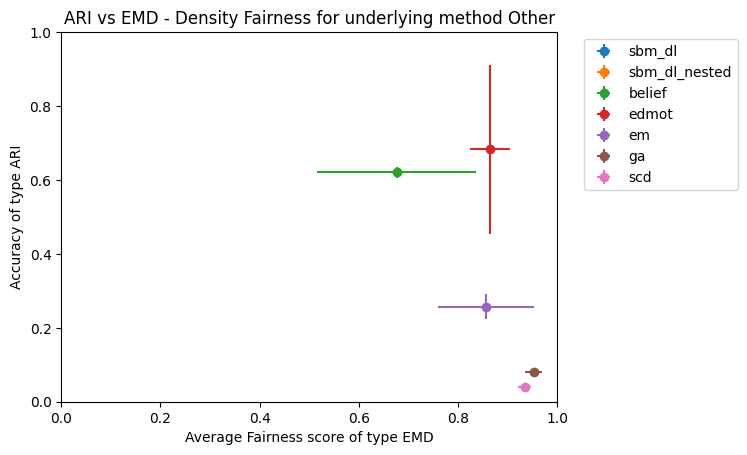 ARI vs EMD - Density Fairness for underlying method Other
1.0
0.8
0.6
0.4
0.2
0.0
Accuracy of type ARI
0.0 0.2 0.4 0.6 0.8 1.0
Average Fairness score of type EMD
sbm_dl
sbm_dl_nested
belief
edmot
em
ga
scd